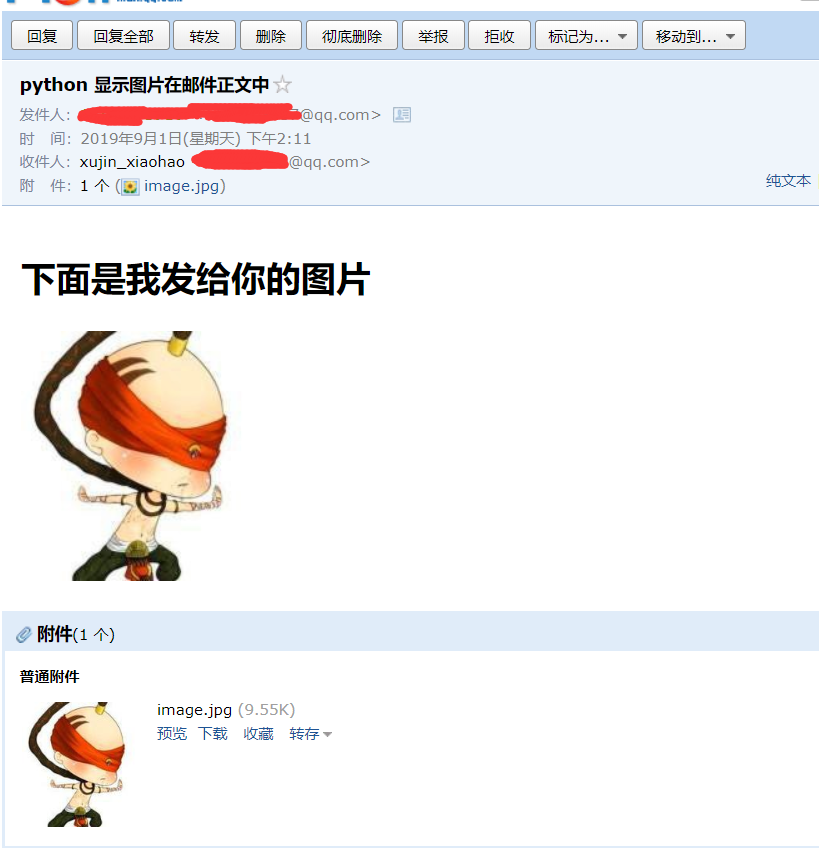 回复 回复全部 转发 删除 彻底删除 举报 拒收 标记为... 移动到...
python 显示图片在邮件正文中
发件人: @qq.com>
时 间: 2019年9月1日(星期天) 下午2:11
收件人: xujin_xiaohao @qq.com>
附 件: 1 个 (image.jpg)
纯文本
下面是我发给你的图片
附件(1 个)
普通附件
image.jpg (9.55K)
预览 下载 收藏 转存